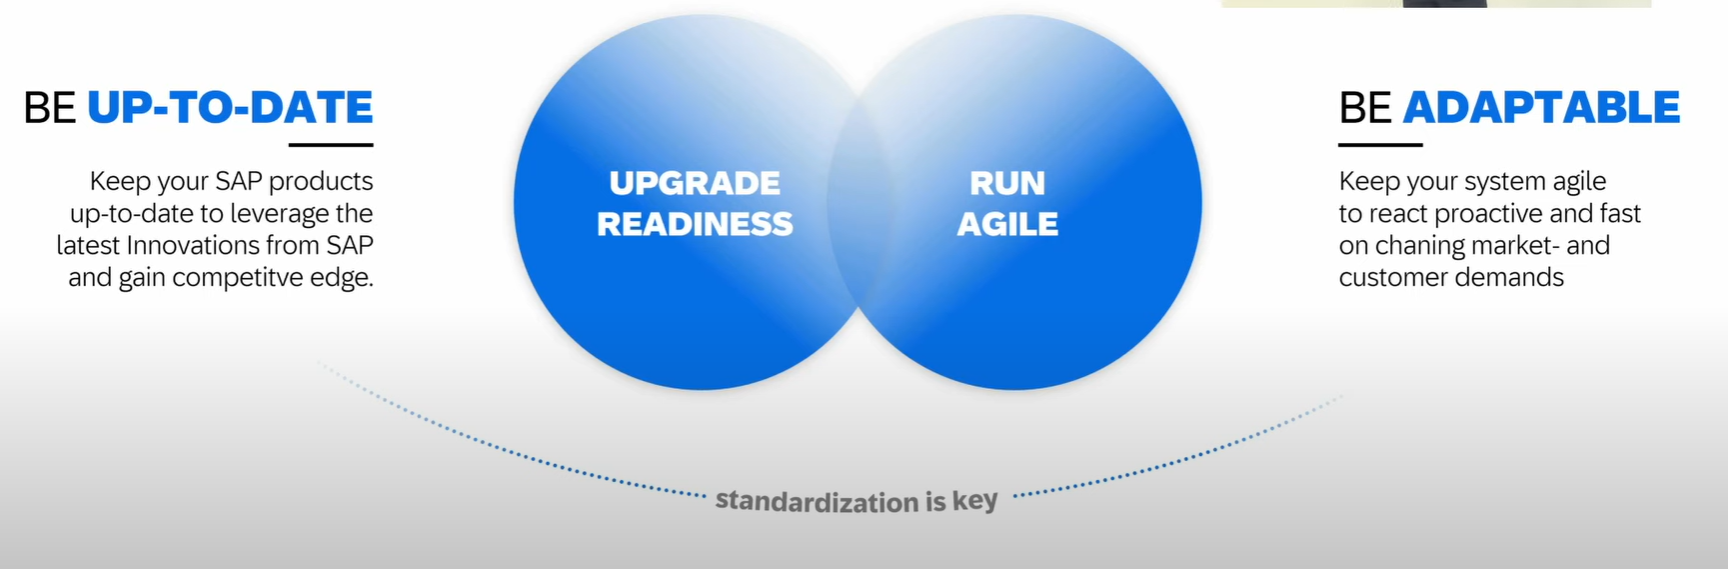 BE UP-TO-DATE
Keep your SAP products
up-to-date to leverage the
latest Innovations from SAP
and gain competitve edge.
UPGRADE
READINESS
RUN
AGILE
BE ADAPTABLE
Keep your system agile
to react proactive and fast
on chaning market- and
customer demands
standardization is key